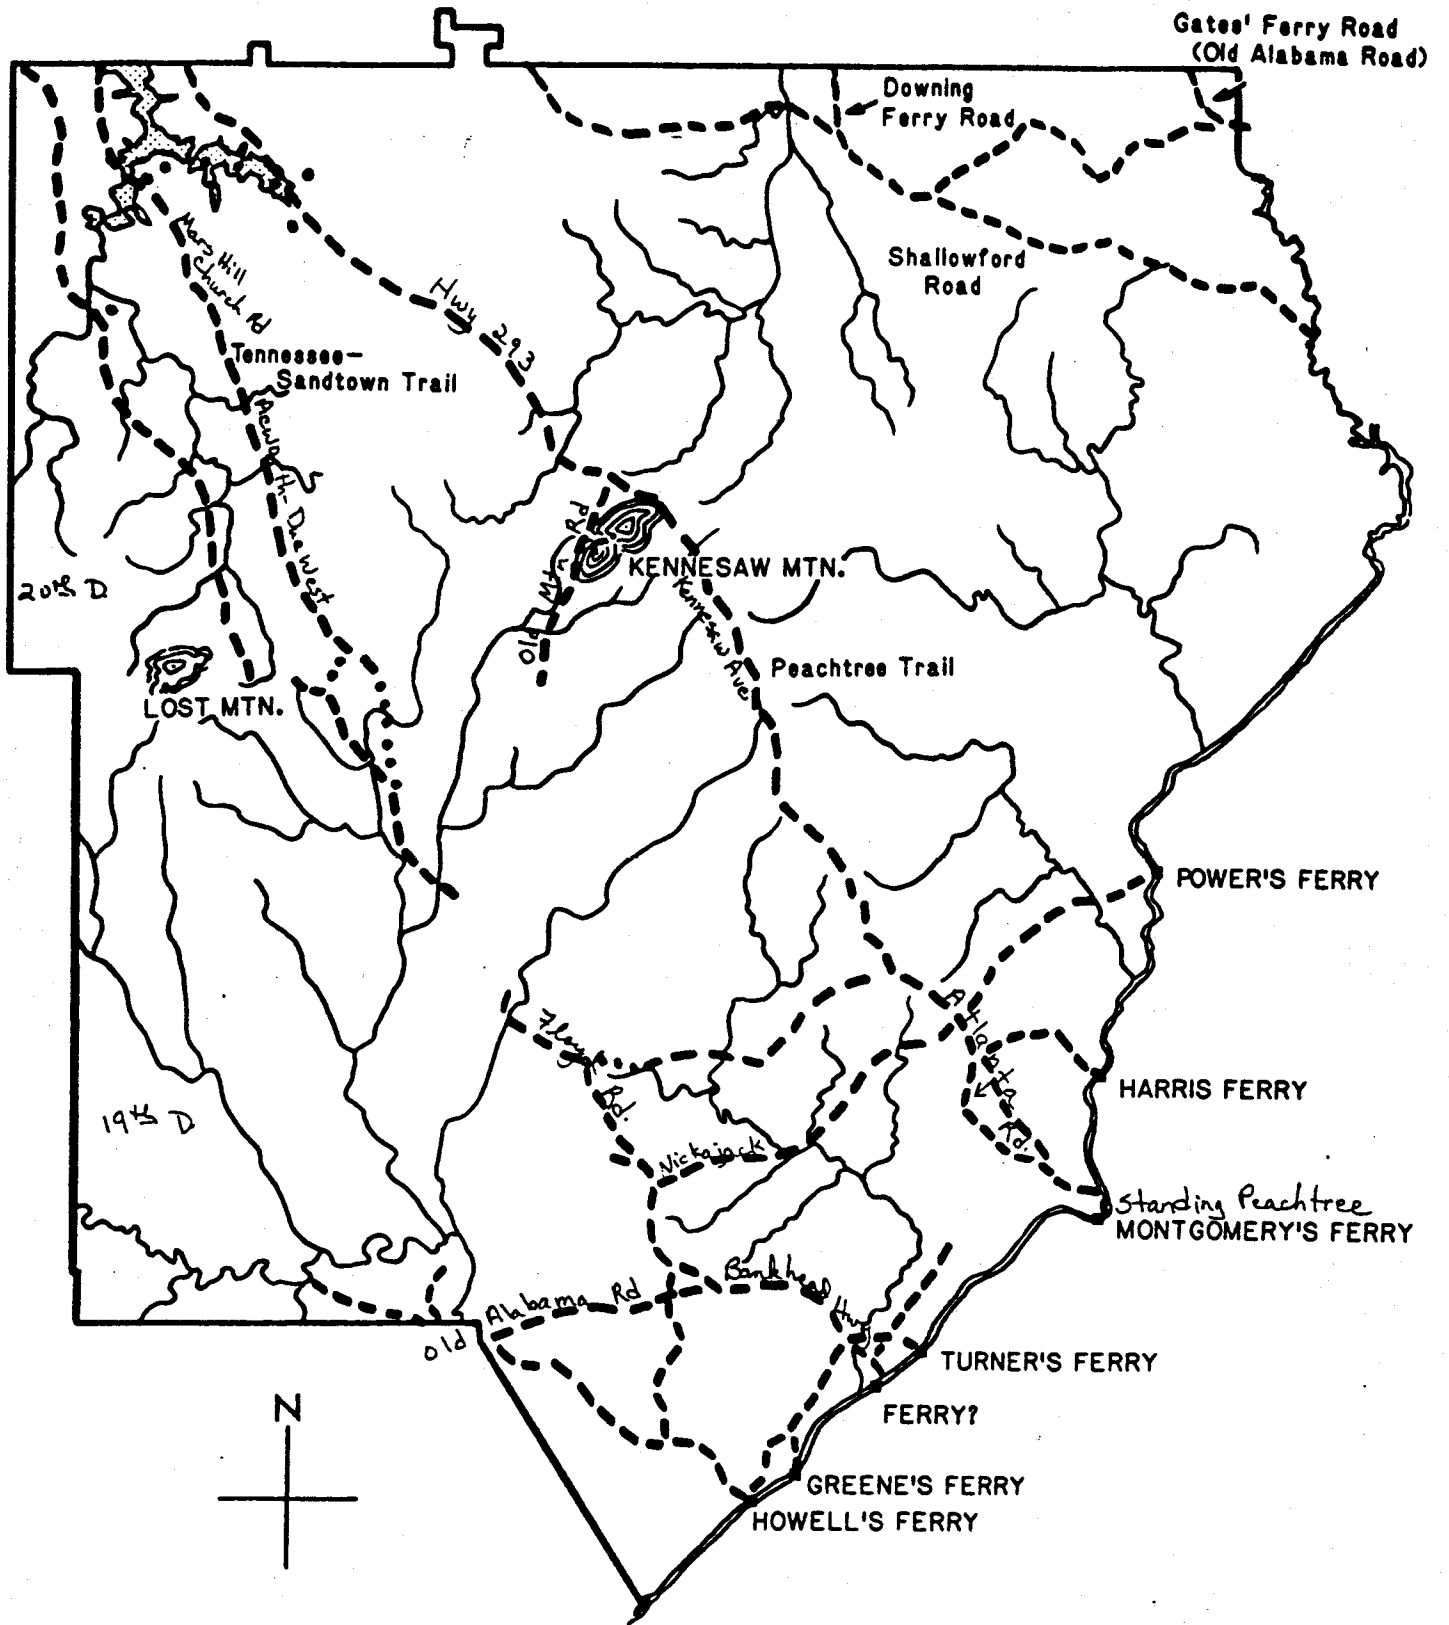 Gates' Ferry Road
(Old Alabama Road)
Downing
Ferry Road
Shallowford
Road
Mars Hill
Church Rd
Hwy 293
Tennessee–
Sandtown Trail
Acworth-Due West
Old Mtn Rd
KENNESAW MTN.
Kennesaw Ave
20th D.
LOST MTN.
Peachtree Trail
POWER'S FERRY
Atlanta Rd.
Floyd Rd.
HARRIS FERRY
19th D.
Nickajack
Standing Peachtree
MONTGOMERY'S FERRY
Bankhead Hwy
Old Alabama Rd
TURNER'S FERRY
FERRY?
N
GREENE'S FERRY
HOWELL'S FERRY